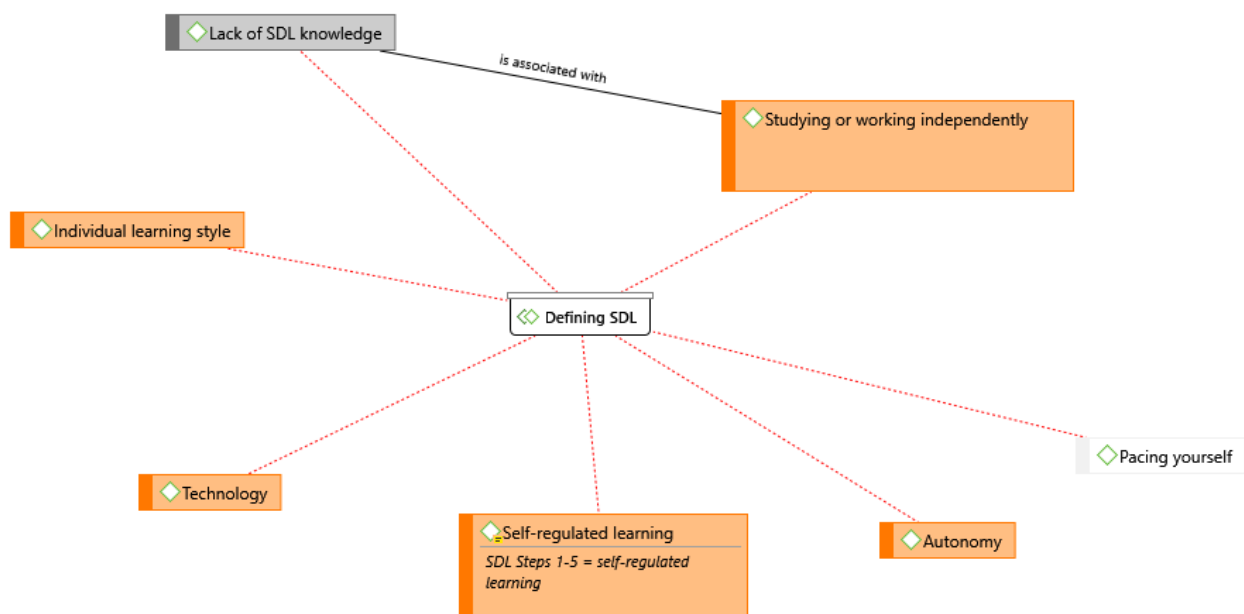 Lack of SDL knowledge
is associated with
Studying or working independently
Individual learning style
Defining SDL
Pacing yourself
Technology
Self-regulated learning
SDL Steps 1-5 = self-regulated
learning
Autonomy